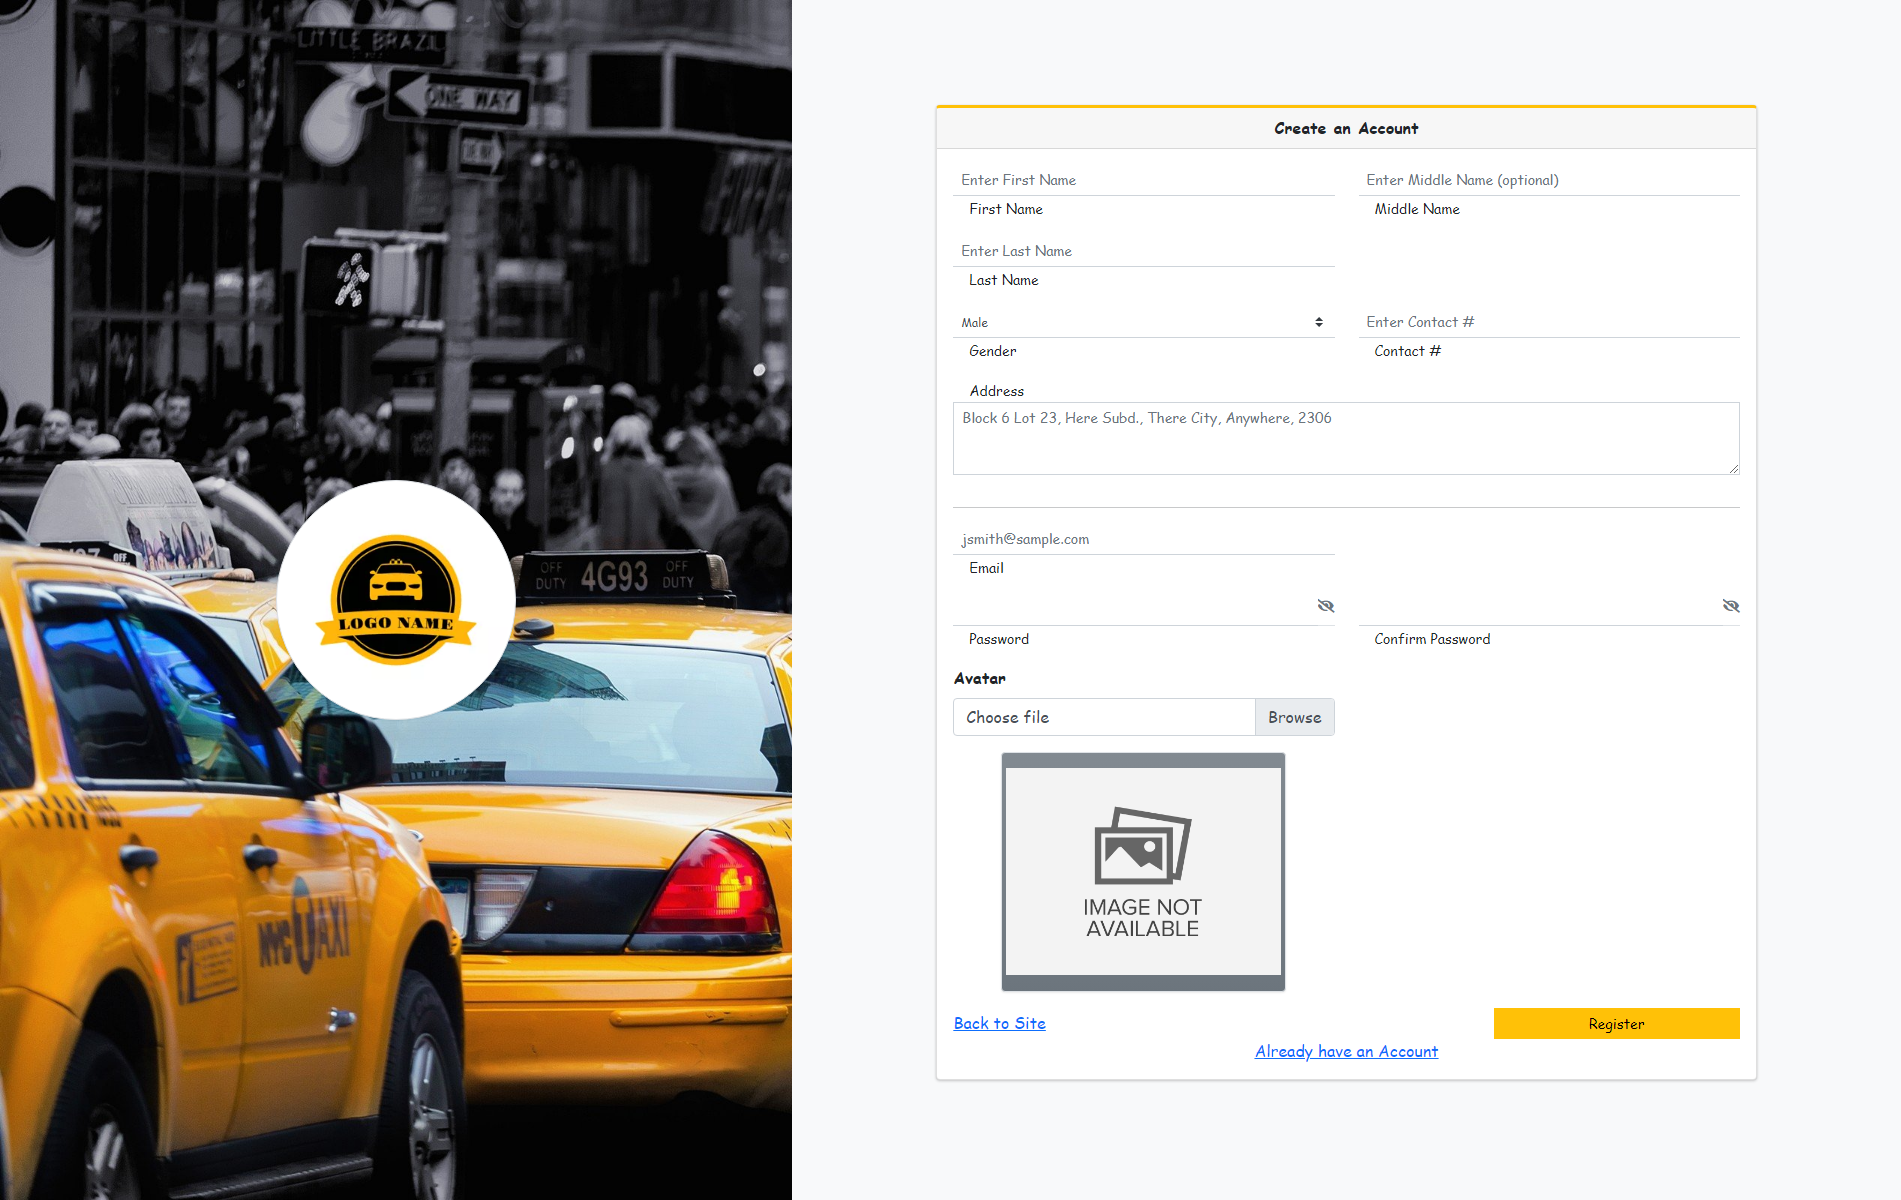 LITTLE BRAZIL
ONE WAY
OFF
OFF DUTY 4G93 OFF DUTY
LOGO NAME
NYC TAXI
Create an Account
Enter First Name
Enter Middle Name (optional)
First Name
Middle Name
Enter Last Name
Last Name
Male
Enter Contact #
Gender
Contact #
Address
Block 6 Lot 23, Here Subd., There City, Anywhere, 2306
jsmith@sample.com
Email
Password
Confirm Password
Avatar
Choose file
Browse
IMAGE NOT
AVAILABLE
Back to Site
Register
Already have an Account